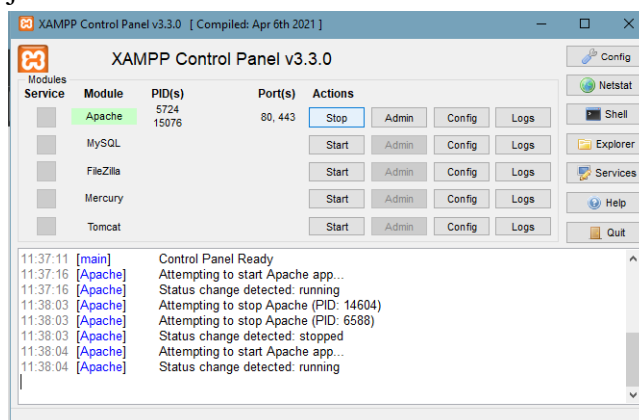 j
XAMPP Control Panel v3.3.0 [ Compiled: Apr 6th 2021 ]
XAMPP Control Panel v3.3.0
Config
Modules
Service Module PID(s) Port(s) Actions
Netstat
Apache 5724 15076 80, 443 Stop Admin Config Logs
Shell
MySQL Start Admin Config Logs
Explorer
FileZilla Start Admin Config Logs
Services
Mercury Start Admin Config Logs
Help
Tomcat Start Admin Config Logs
Quit
11:37:11 [main] Control Panel Ready
11:37:16 [Apache] Attempting to start Apache app...
11:37:16 [Apache] Status change detected: running
11:38:03 [Apache] Attempting to stop Apache (PID: 14604)
11:38:03 [Apache] Attempting to stop Apache (PID: 6588)
11:38:03 [Apache] Status change detected: stopped
11:38:04 [Apache] Attempting to start Apache app...
11:38:04 [Apache] Status change detected: running